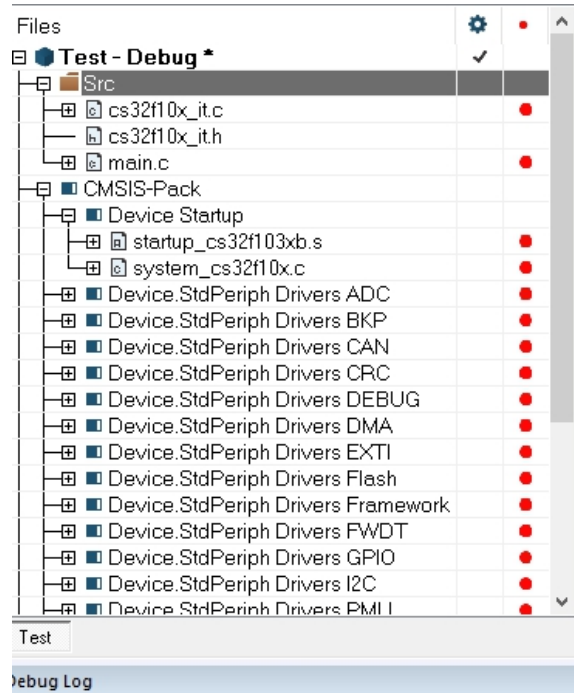 Files
Test - Debug *
Src
cs32f10x_it.c
cs32f10x_it.h
main.c
CMSIS-Pack
Device Startup
startup_cs32f103xb.s
system_cs32f10x.c
Device.StdPeriph Drivers ADC
Device.StdPeriph Drivers BKP
Device.StdPeriph Drivers CAN
Device.StdPeriph Drivers CRC
Device.StdPeriph Drivers DEBUG
Device.StdPeriph Drivers DMA
Device.StdPeriph Drivers EXTI
Device.StdPeriph Drivers Flash
Device.StdPeriph Drivers Framework
Device.StdPeriph Drivers FWDT
Device.StdPeriph Drivers GPIO
Device.StdPeriph Drivers I2C
Device.StdPeriph Drivers PMU
Test
Debug Log